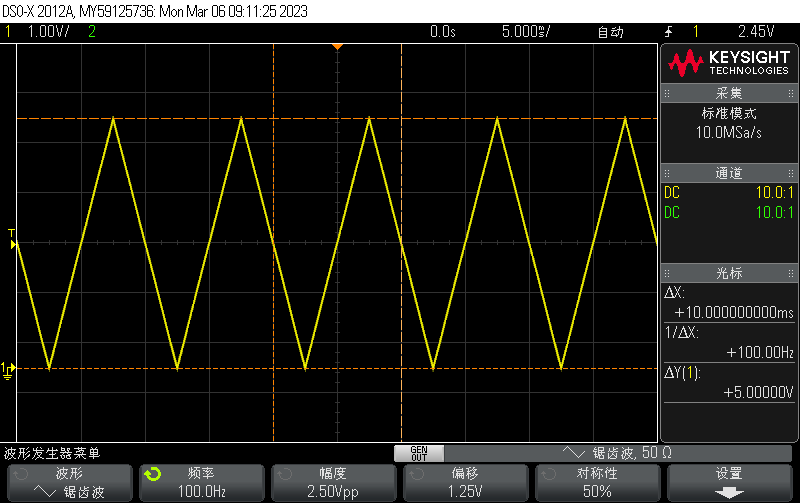 DSO-X 2012A, MY59125736: Mon Mar 06 09:11:25 2023
1 1.00V/ 2 0.0s 5.000ms/ 自动 1 2.45V
KEYSIGHT
TECHNOLOGIES
采集
标准模式
10.0MSa/s
通道
DC 10.0:1
DC 10.0:1
光标
ΔX:
+10.000000000ms
1/ΔX:
+100.00Hz
ΔY(1):
+5.00000V
T
1
波形发生器菜单
GEN
OUT
锯齿波, 50 Ω
波形
锯齿波
频率
100.0Hz
幅度
2.50Vpp
偏移
1.25V
对称性
50%
设置